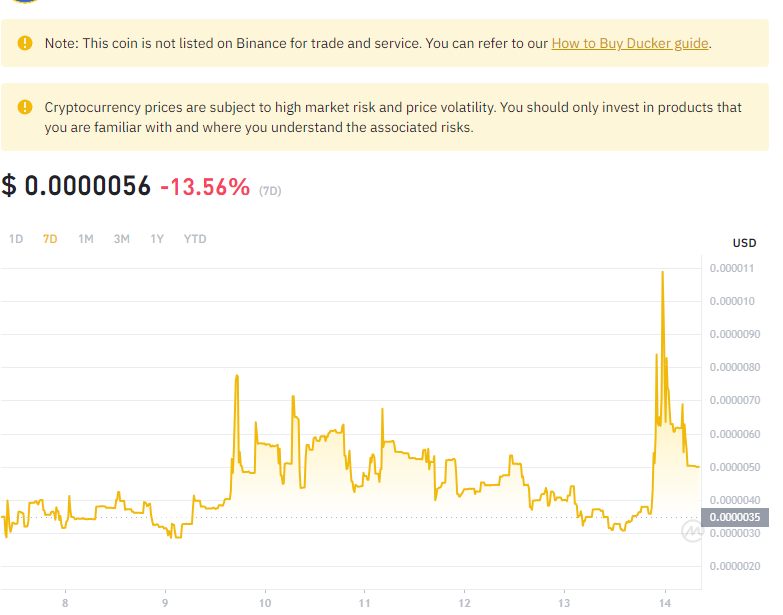 Note: This coin is not listed on Binance for trade and service. You can refer to our How to Buy Ducker guide.
Cryptocurrency prices are subject to high market risk and price volatility. You should only invest in products that
you are familiar with and where you understand the associated risks.
$ 0.0000056 -13.56% (7D)
1D 7D 1M 3M 1Y YTD
USD
0.000011
0.000010
0.0000090
0.0000080
0.0000070
0.0000060
0.0000050
0.0000040
0.0000035
0.0000030
0.0000020
8 9 10 11 12 13 14